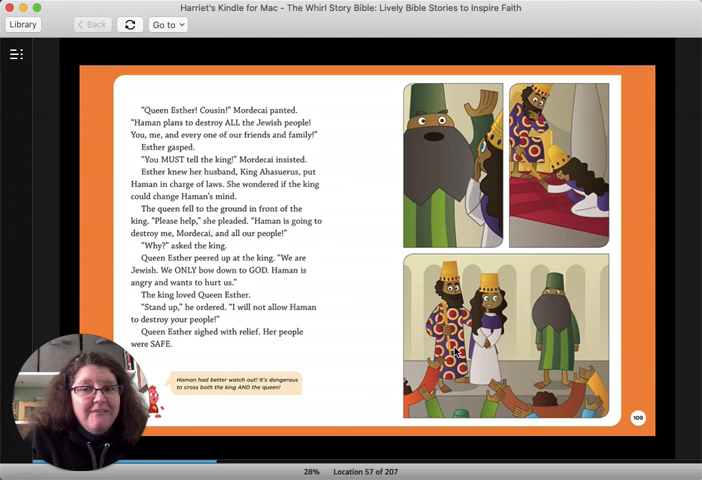 Harriet's Kindle for Mac - The Whirl Story Bible: Lively Bible Stories to Inspire Faith
Library
Back
Go to
"Queen Esther! Cousin!" Mordecai panted.
"Haman plans to destroy ALL the Jewish people!
You, me, and every one of our friends and family!"
Esther gasped.
"You MUST tell the king!" Mordecai insisted.
Esther knew her husband, King Ahasuerus, put
Haman in charge of laws. She wondered if the king
could change Haman's mind.
The queen fell to the ground in front of the
king. "Please help," she pleaded. "Haman is going to
destroy me, Mordecai, and all our people!"
"Why?" asked the king.
Queen Esther peered up at the king. "We are
Jewish. We ONLY bow down to GOD. Haman is
angry and wants to hurt us."
The king loved Queen Esther.
"Stand up," he ordered. "I will not allow Haman
to destroy your people!"
Queen Esther sighed with relief. Her people
were SAFE.
Haman had better watch out! It's dangerous
to cross both the king AND the queen!
109
28% Location 57 of 207